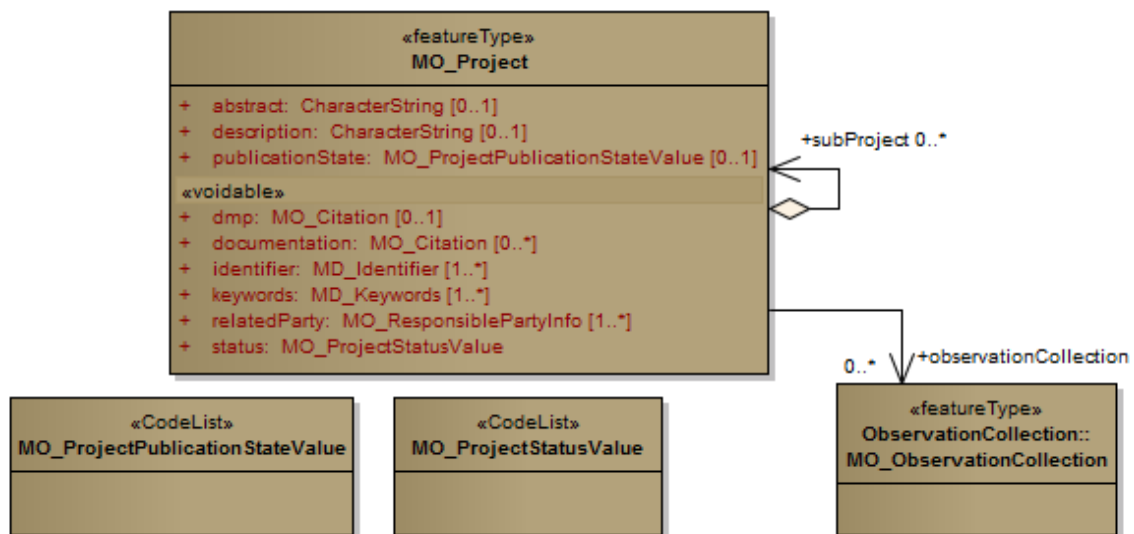 «featureType»
MO_Project
+ abstract: CharacterString [0..1]
+ description: CharacterString [0..1]
+ publicationState: MO_ProjectPublicationStateValue [0..1]
«voidable»
+ dmp: MO_Citation [0..1]
+ documentation: MO_Citation [0..*]
+ identifier: MD_Identifier [1..*]
+ keywords: MD_Keywords [1..*]
+ relatedParty: MO_ResponsiblePartyInfo [1..*]
+ status: MO_ProjectStatusValue
+subProject 0..*
0..* +observationCollection
«CodeList»
MO_ProjectPublicationStateValue
«CodeList»
MO_ProjectStatusValue
«featureType»
ObservationCollection::
MO_ObservationCollection